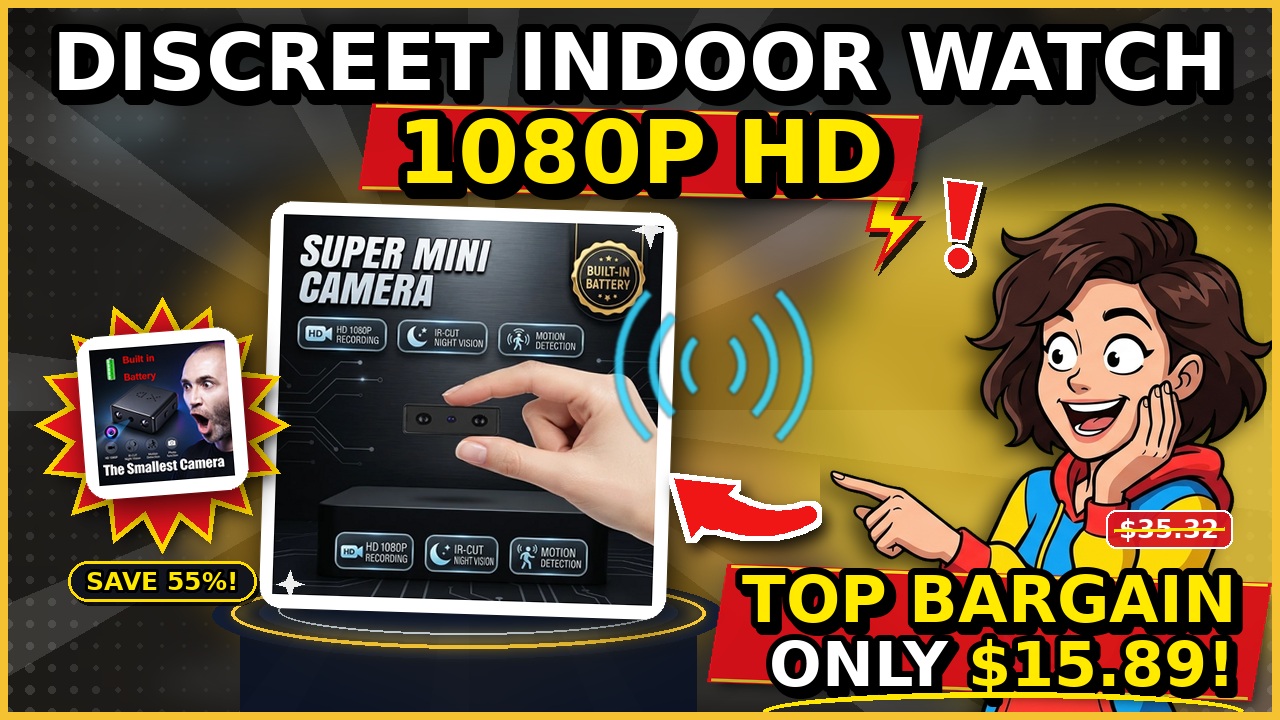 DISCREET INDOOR WATCH
1080P HD
SUPER MINI
CAMERA
BUILT-IN
BATTERY
HD
HD 1080P
RECORDING
IR-CUT
NIGHT VISION
MOTION
DETECTION
Built in
Battery
The Smallest Camera
SAVE 55%!
HD
HD 1080P
RECORDING
IR-CUT
NIGHT VISION
MOTION
DETECTION
$35.32
TOP BARGAIN
ONLY $15.89!